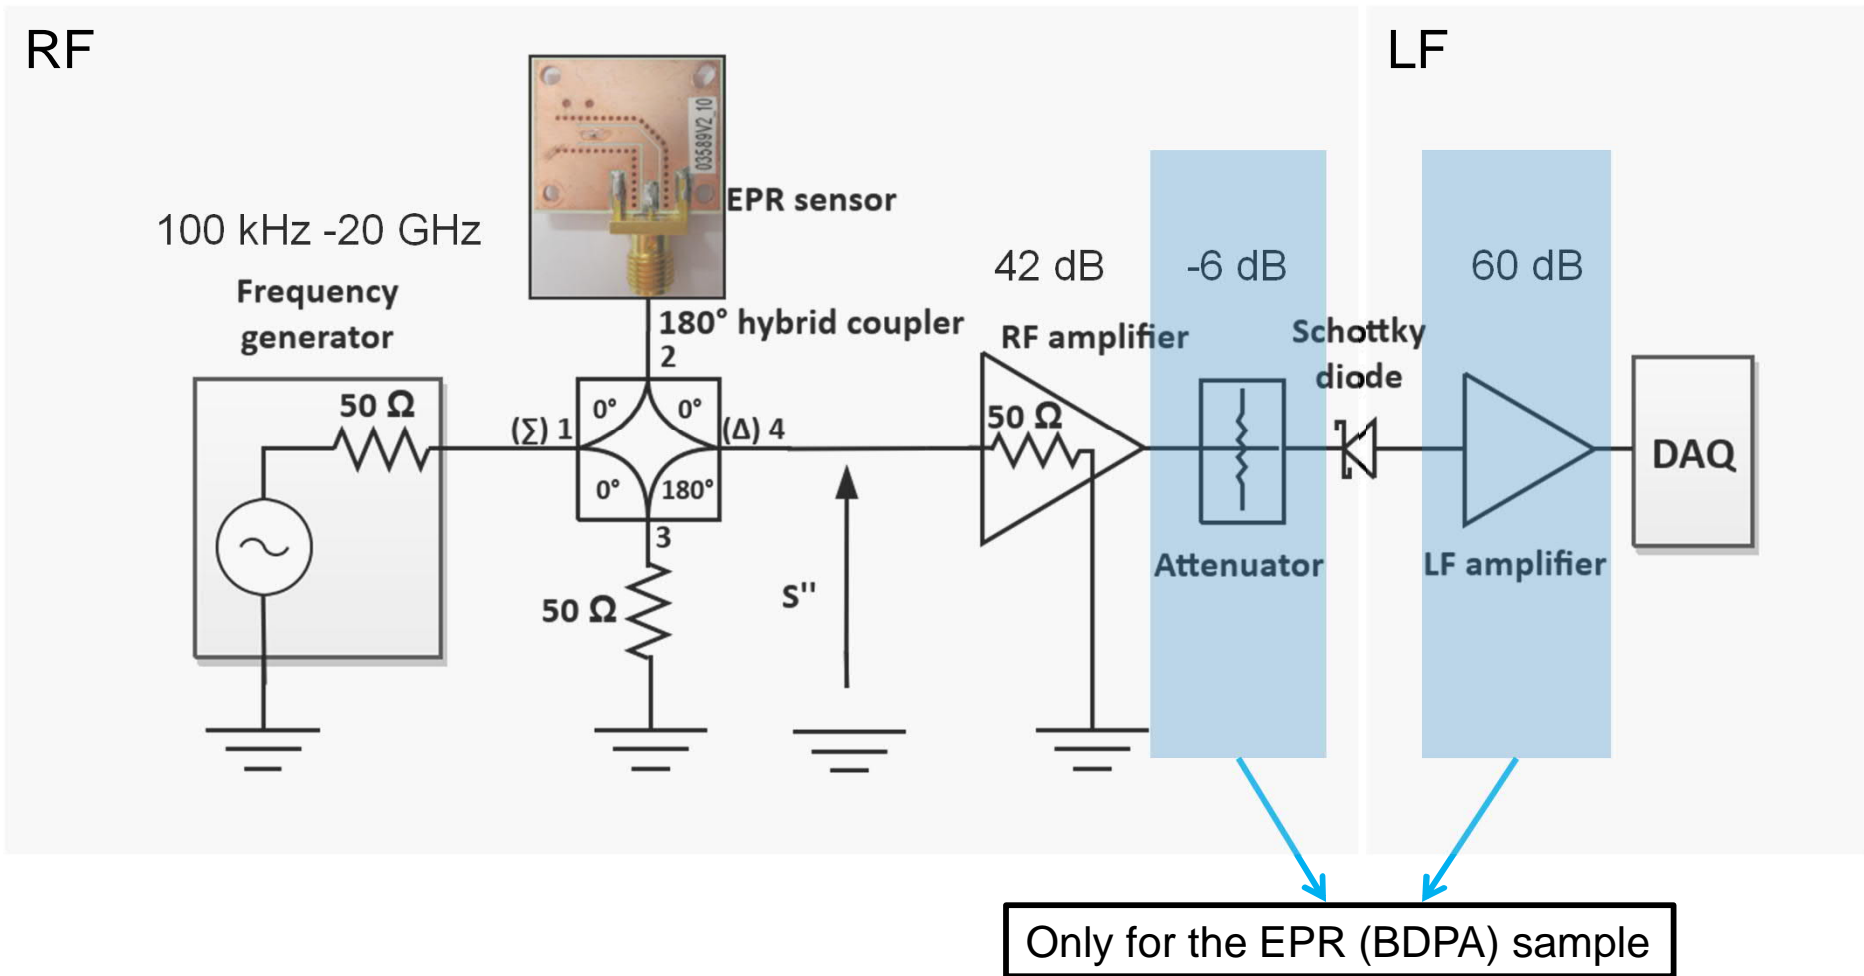 RF
LF
03589V2_10
EPR sensor
100 kHz -20 GHz
Frequency
generator
42 dB
-6 dB
60 dB
180° hybrid coupler
2
RF amplifier
Schottky
diode
50 Ω
0°
0°
(∑) 1
(Δ) 4
50 Ω
DAQ
0°
180°
3
Attenuator
LF amplifier
50 Ω
S''
Only for the EPR (BDPA) sample